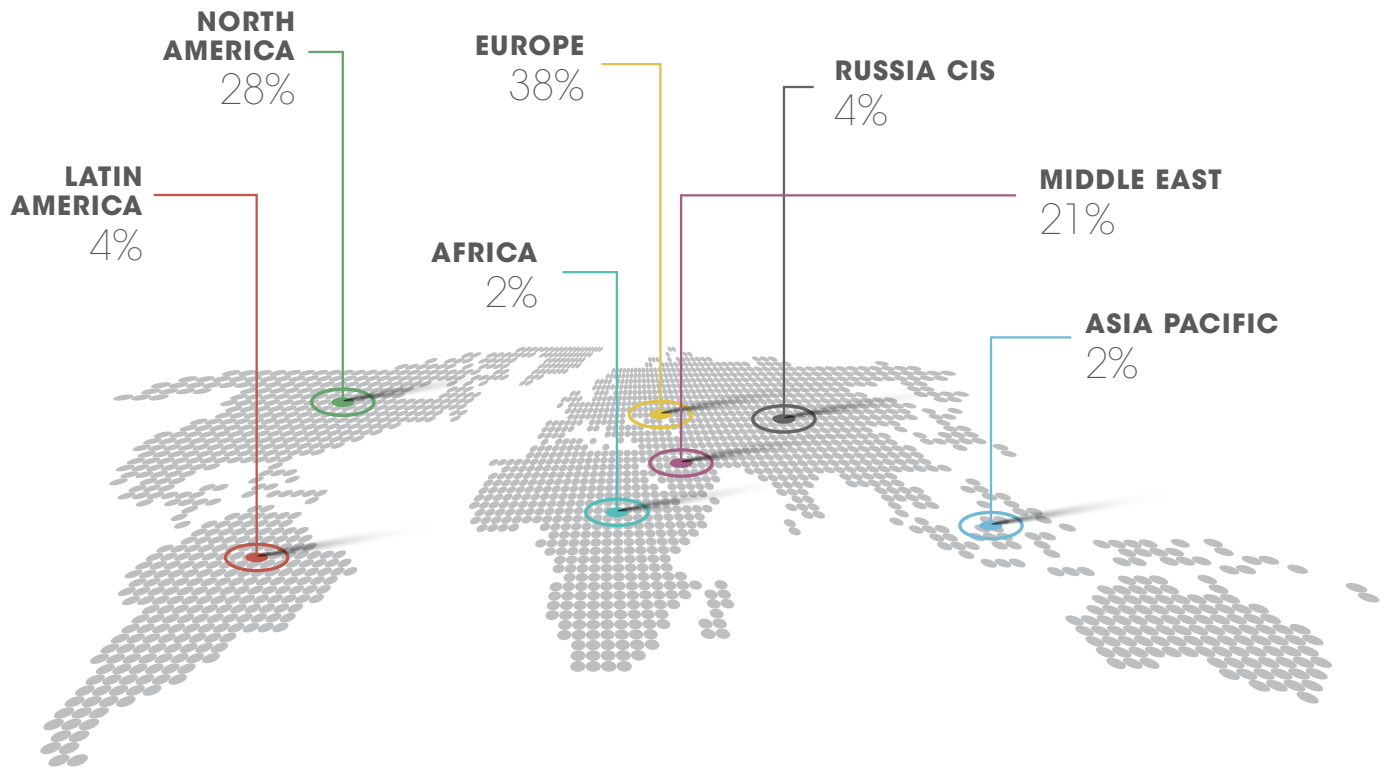 NORTH
AMERICA
28%
EUROPE
38%
RUSSIA CIS
4%
LATIN
AMERICA
4%
MIDDLE EAST
21%
AFRICA
2%
ASIA PACIFIC
2%